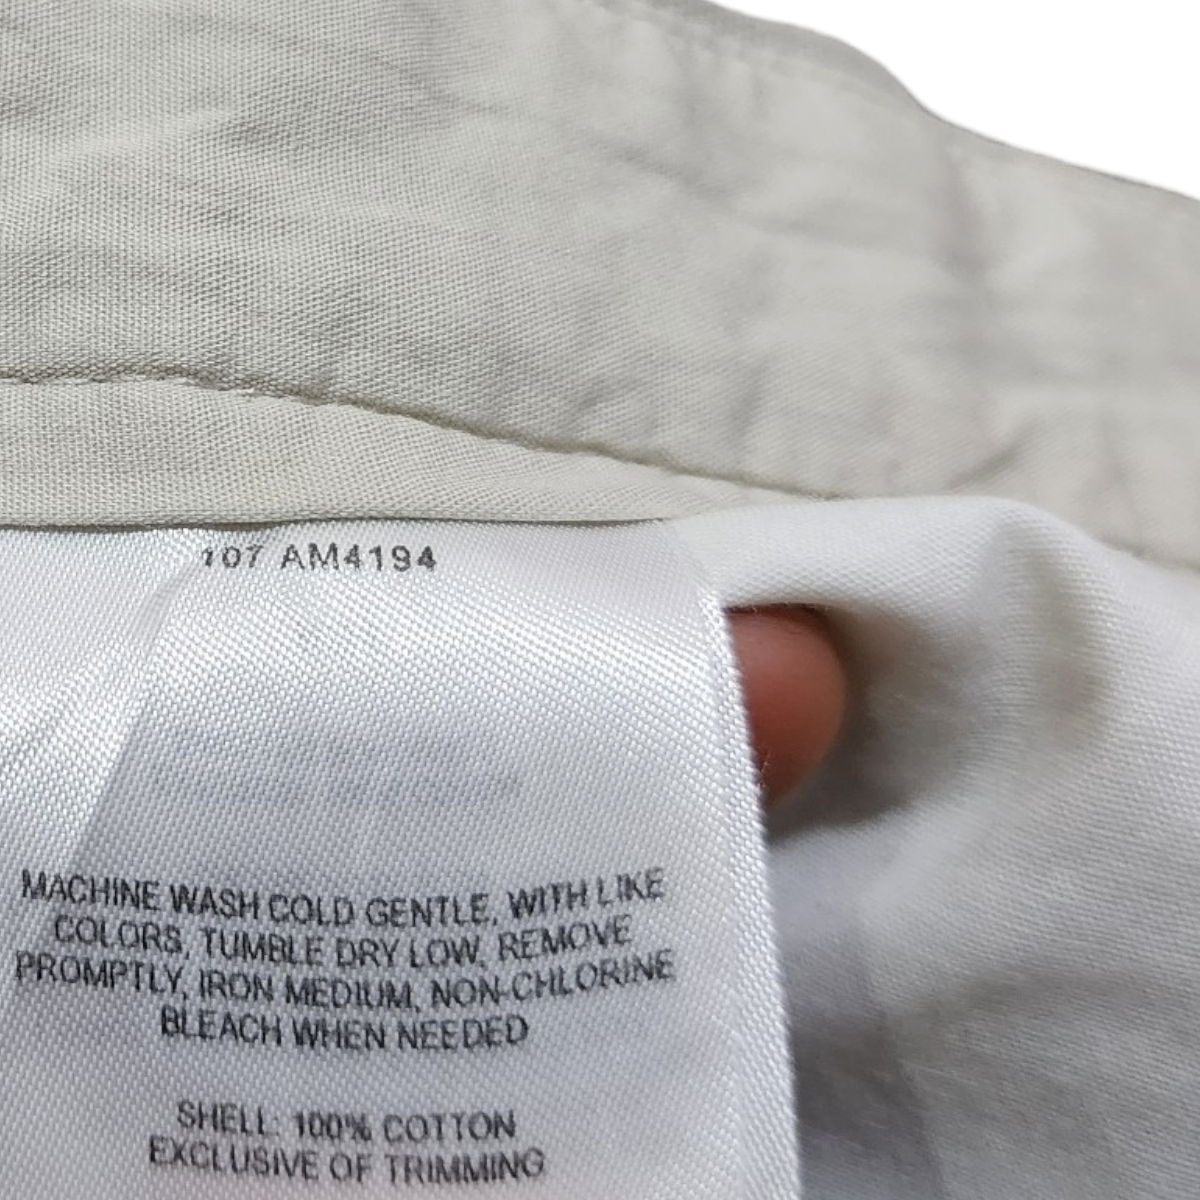 107 AM4194
MACHINE WASH COLD GENTLE, WITH LIKE
COLORS, TUMBLE DRY LOW, REMOVE
PROMPTLY, IRON MEDIUM, NON-CHLORINE
BLEACH WHEN NEEDED
SHELL: 100% COTTON
EXCLUSIVE OF TRIMMING